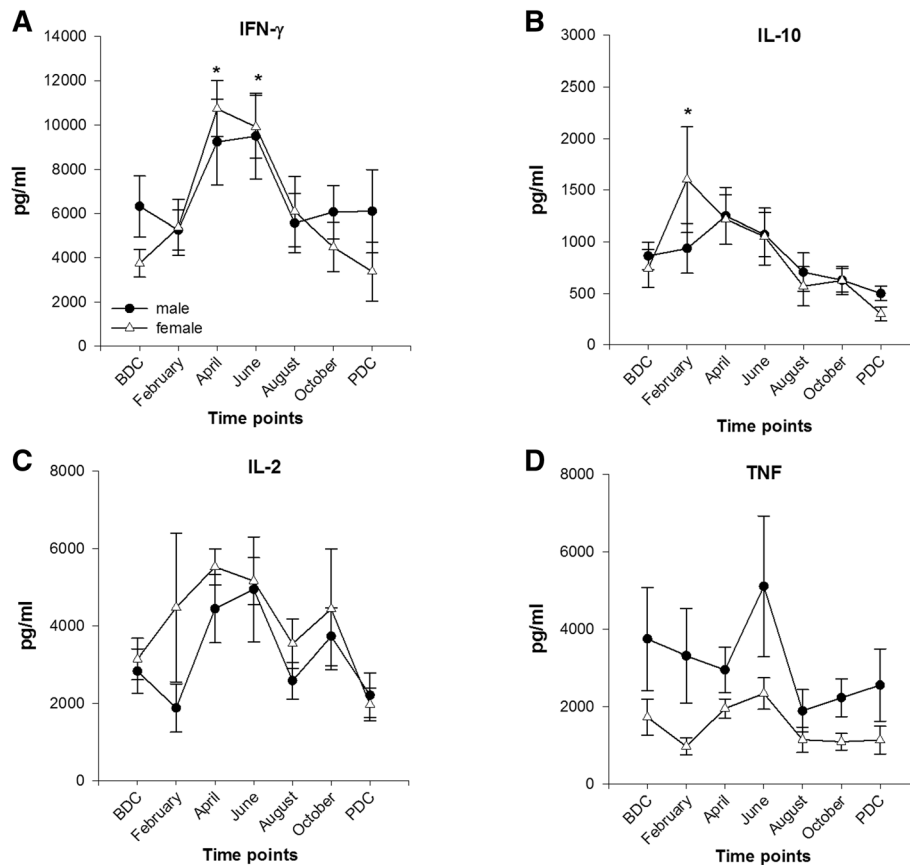 A
IFN-γ
14000
12000
10000
8000
6000
4000
2000
0
pg/ml
* *
male
female
BDC February April June August October PDC
Time points
B
IL-10
3000
2500
2000
1500
1000
500
0
pg/ml
*
BDC February April June August October PDC
Time points
C
IL-2
8000
6000
4000
2000
0
pg/ml
BDC February April June August October PDC
Time points
D
TNF
8000
6000
4000
2000
0
pg/ml
BDC February April June August October PDC
Time points